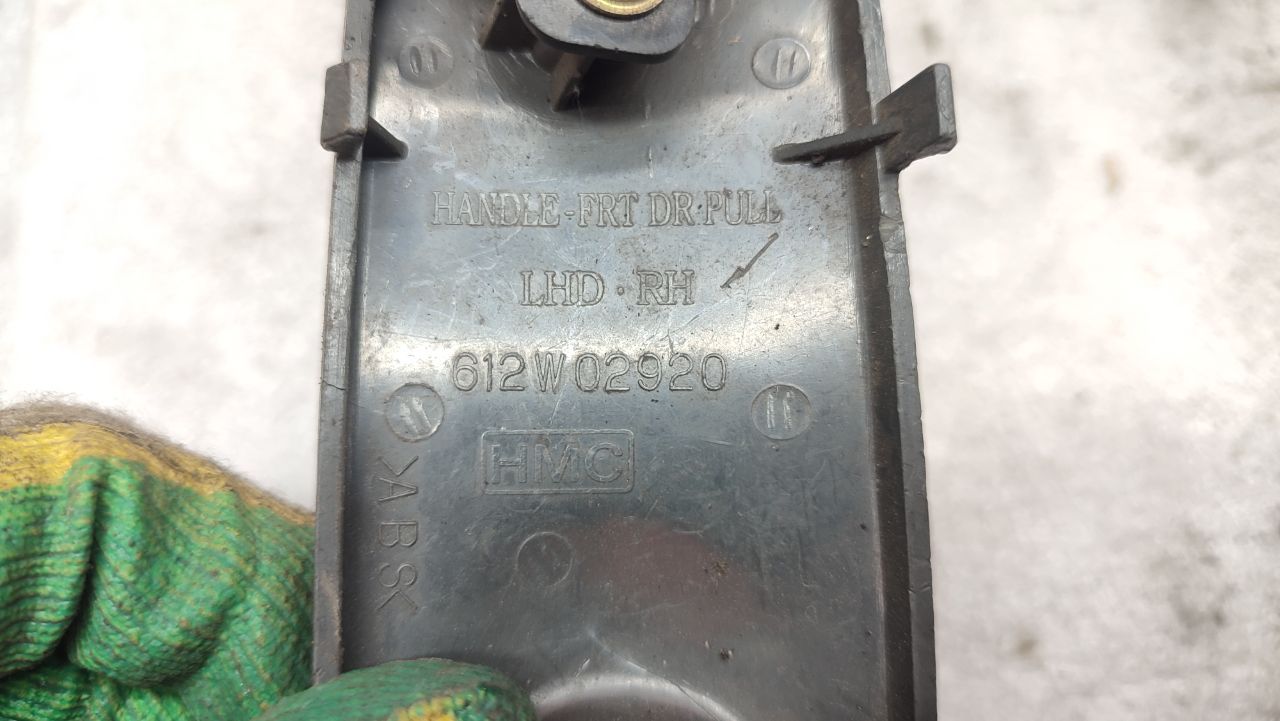 HANDLE-FRT DR PULL
LHD · RH
612W02920
HMC
>ABS<